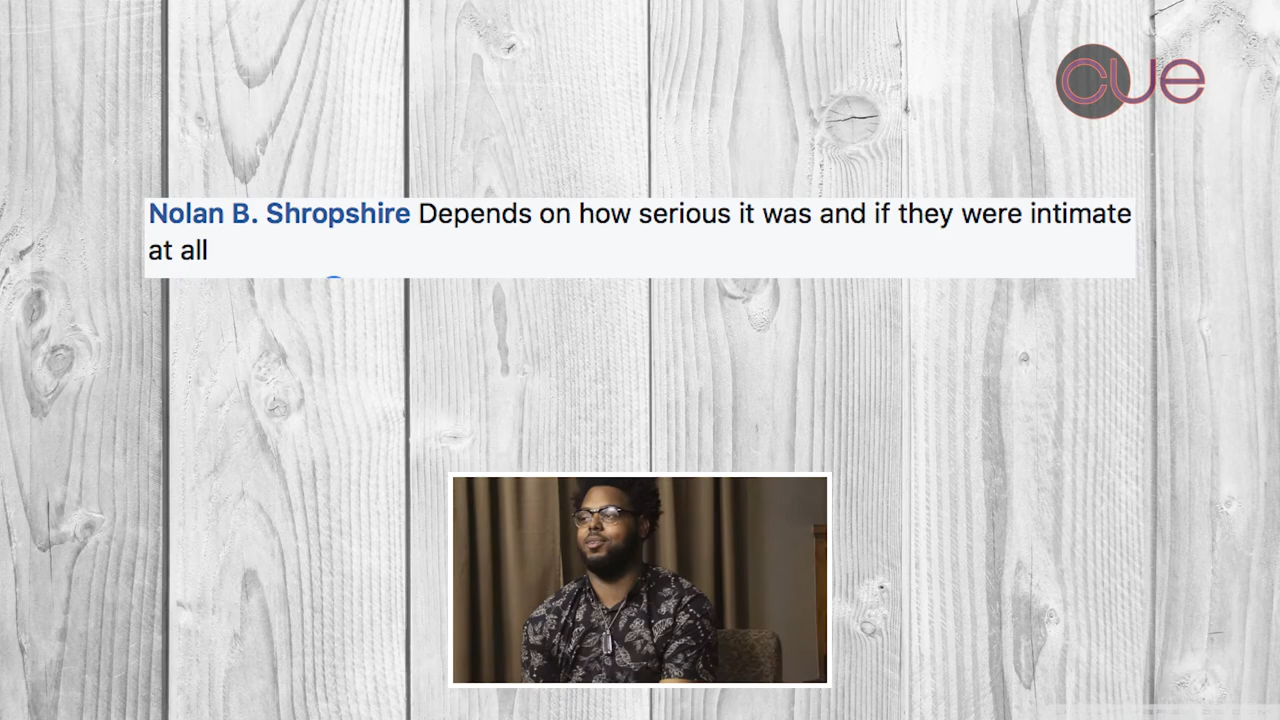 cue
Nolan B. Shropshire Depends on how serious it was and if they were intimate
at all